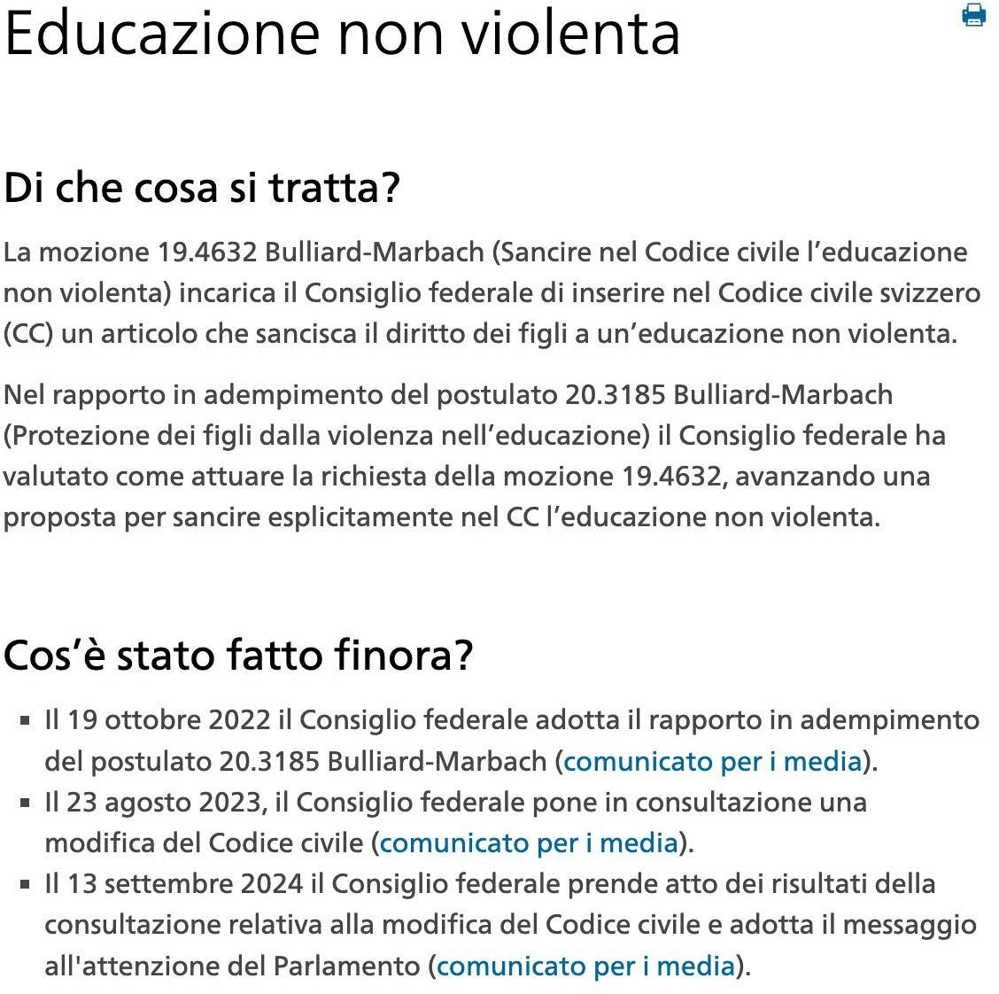 Educazione non violenta
Di che cosa si tratta?
La mozione 19.4632 Bulliard-Marbach (Sancire nel Codice civile l’educazione
non violenta) incarica il Consiglio federale di inserire nel Codice civile svizzero
(CC) un articolo che sancisca il diritto dei figli a un’educazione non violenta.
Nel rapporto in adempimento del postulato 20.3185 Bulliard-Marbach
(Protezione dei figli dalla violenza nell’educazione) il Consiglio federale ha
valutato come attuare la richiesta della mozione 19.4632, avanzando una
proposta per sancire esplicitamente nel CC l’educazione non violenta.
Cos’è stato fatto finora?
▪ Il 19 ottobre 2022 il Consiglio federale adotta il rapporto in adempimento
del postulato 20.3185 Bulliard-Marbach (comunicato per i media).
▪ Il 23 agosto 2023, il Consiglio federale pone in consultazione una
modifica del Codice civile (comunicato per i media).
▪ Il 13 settembre 2024 il Consiglio federale prende atto dei risultati della
consultazione relativa alla modifica del Codice civile e adotta il messaggio
all'attenzione del Parlamento (comunicato per i media).